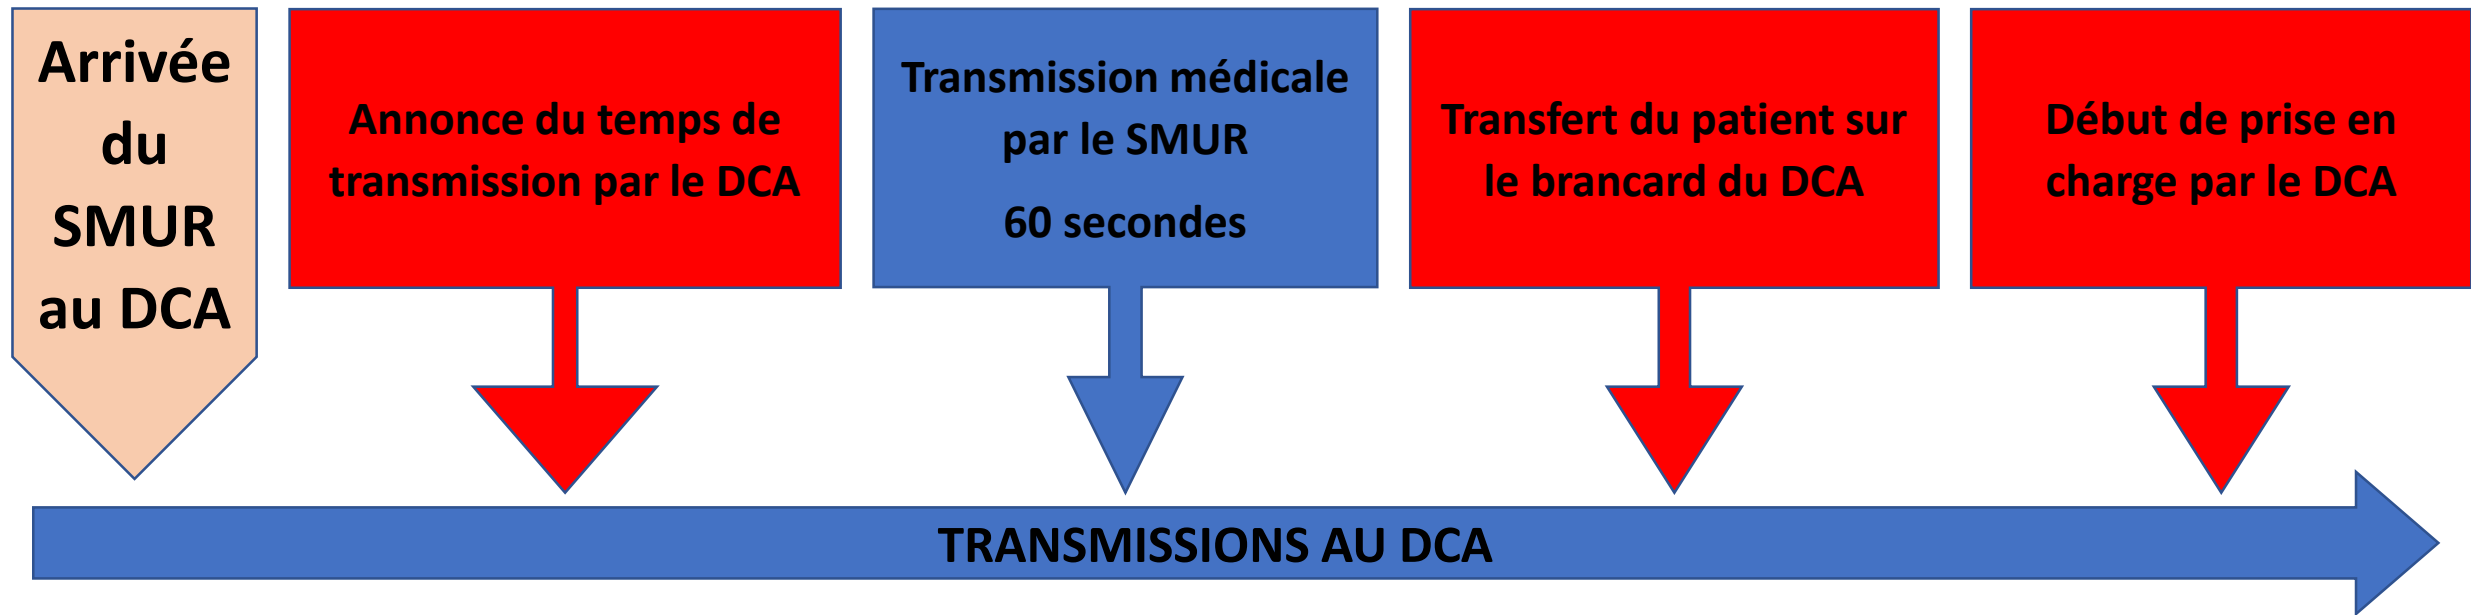 Arrivée
du
SMUR
au DCA
Annonce du temps de
transmission par le DCA
Transmission médicale
par le SMUR
60 secondes
Transfert du patient sur
le brancard du DCA
Début de prise en
charge par le DCA
TRANSMISSIONS AU DCA